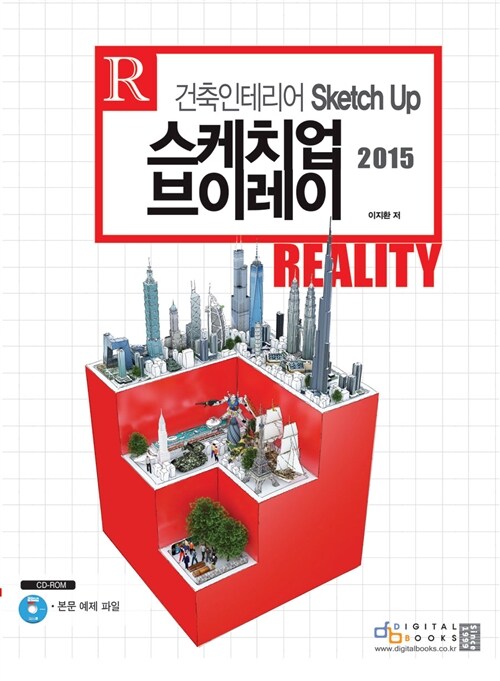 R
건축인테리어 Sketch Up
스케치업
브이레이 2015
이지환 저
REALITY
CD-ROM
• 본문 예제 파일
DIGITAL
BOOKS
Since 1999
www.digitalbooks.co.kr